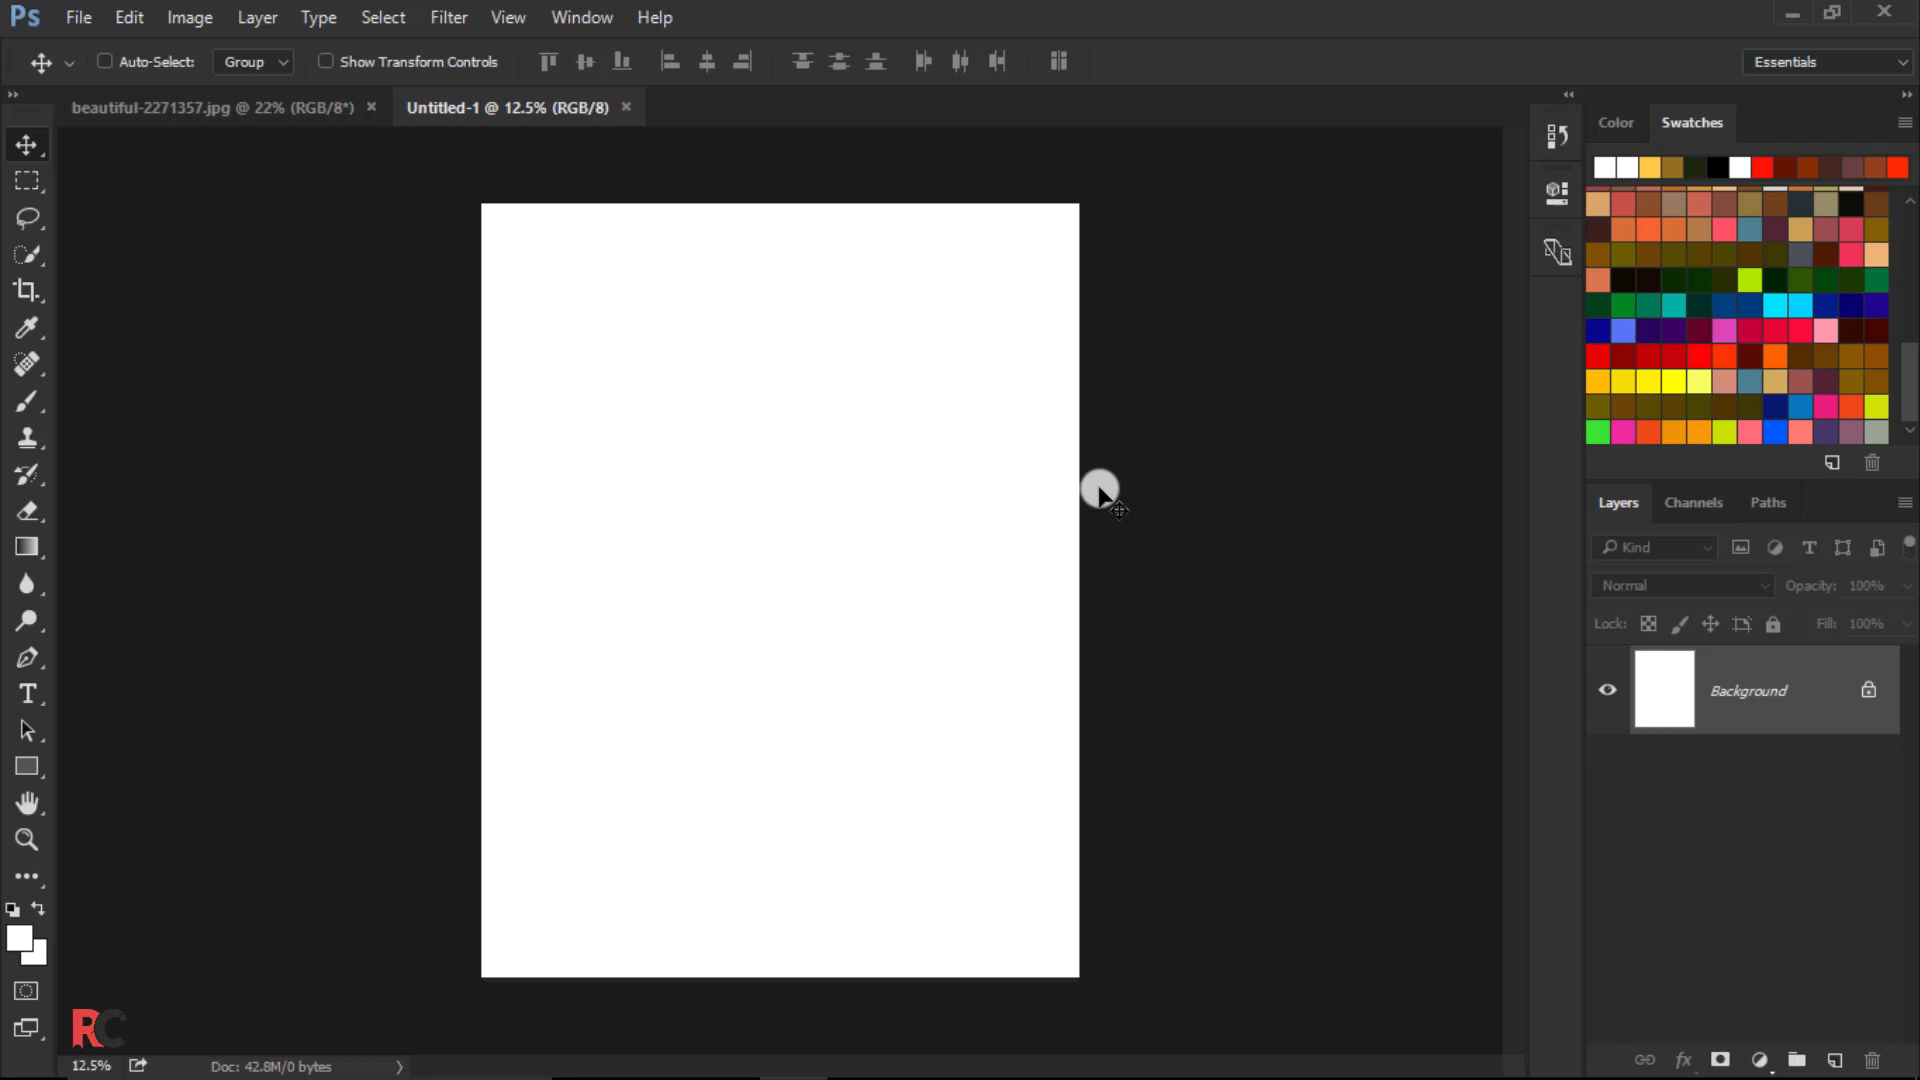 Ps File Edit Image Layer Type Select Filter View Window Help
Auto-Select: Group Show Transform Controls Essentials
beautiful-2271357.jpg @ 22% (RGB/8*) × Untitled-1 @ 12.5% (RGB/8) ×
Color Swatches
Layers Channels Paths
Kind
Normal Opacity: 100%
Lock: Fill: 100%
Background
RC
12.5% Doc: 42.8M/0 bytes